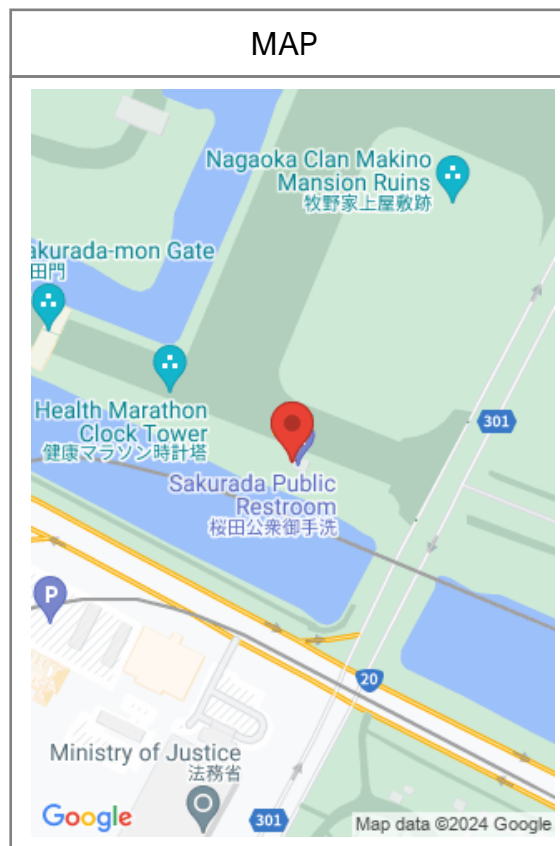 MAP
Nagaoka Clan Makino
Mansion Ruins
牧野家上屋敷跡
akurada-mon Gate
田門
301
Health Marathon
Clock Tower
健康マラソン時計塔
Sakurada Public
Restroom
桜田公衆御手洗
P
20
Ministry of Justice
法務省
Google
301
Map data ©2024 Google